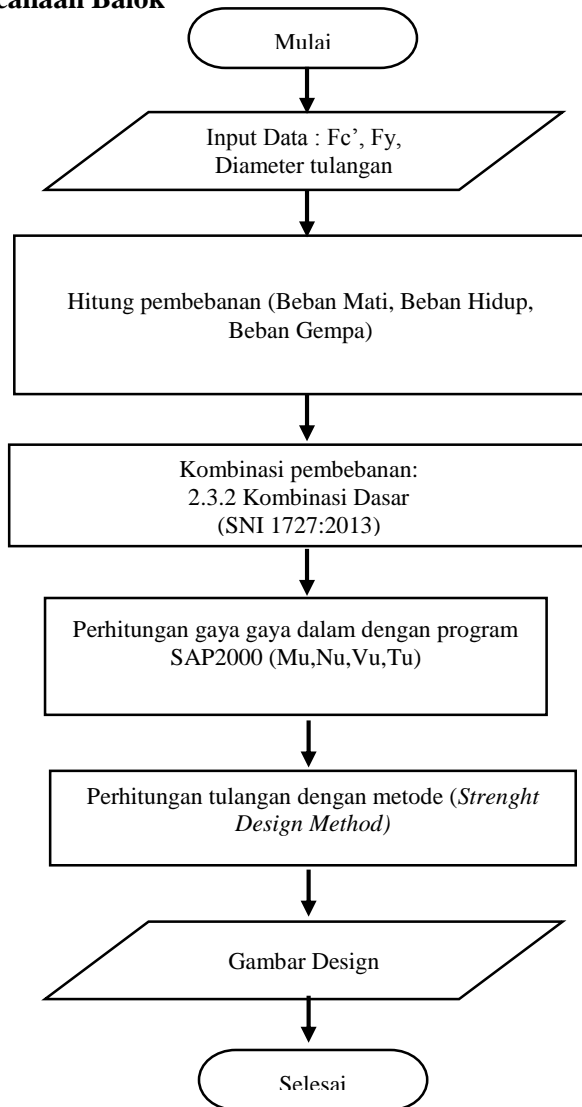 Balok
Mulai
Input Data : Fc’, Fy,
Diameter tulangan
Hitung pembebanan (Beban Mati, Beban Hidup,
Beban Gempa)
Kombinasi pembebanan:
2.3.2 Kombinasi Dasar
(SNI 1727:2013)
Perhitungan gaya gaya dalam dengan program
SAP2000 (Mu,Nu,Vu,Tu)
Perhitungan tulangan dengan metode (Strenght
Design Method)
Gambar Design
Selesai